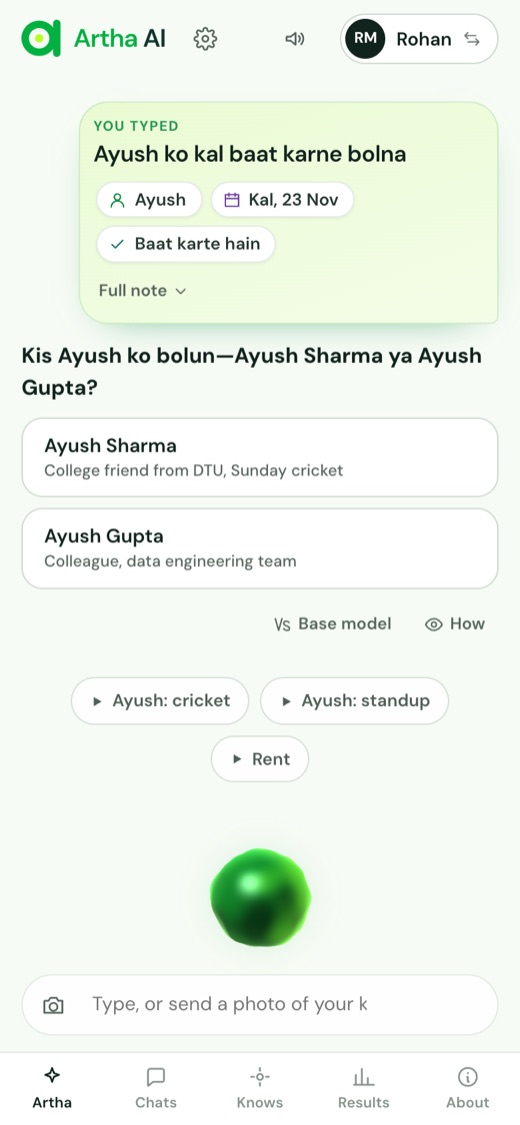 Artha AI
RM Rohan
YOU TYPED
Ayush ko kal baat karne bolna
Ayush
Kal, 23 Nov
Baat karte hain
Full note
Kis Ayush ko bolun—Ayush Sharma ya Ayush
Gupta?
Ayush Sharma
College friend from DTU, Sunday cricket
Ayush Gupta
Colleague, data engineering team
Vs Base model
How
Ayush: cricket
Ayush: standup
Rent
Type, or send a photo of your k
Artha
Chats
Knows
Results
About